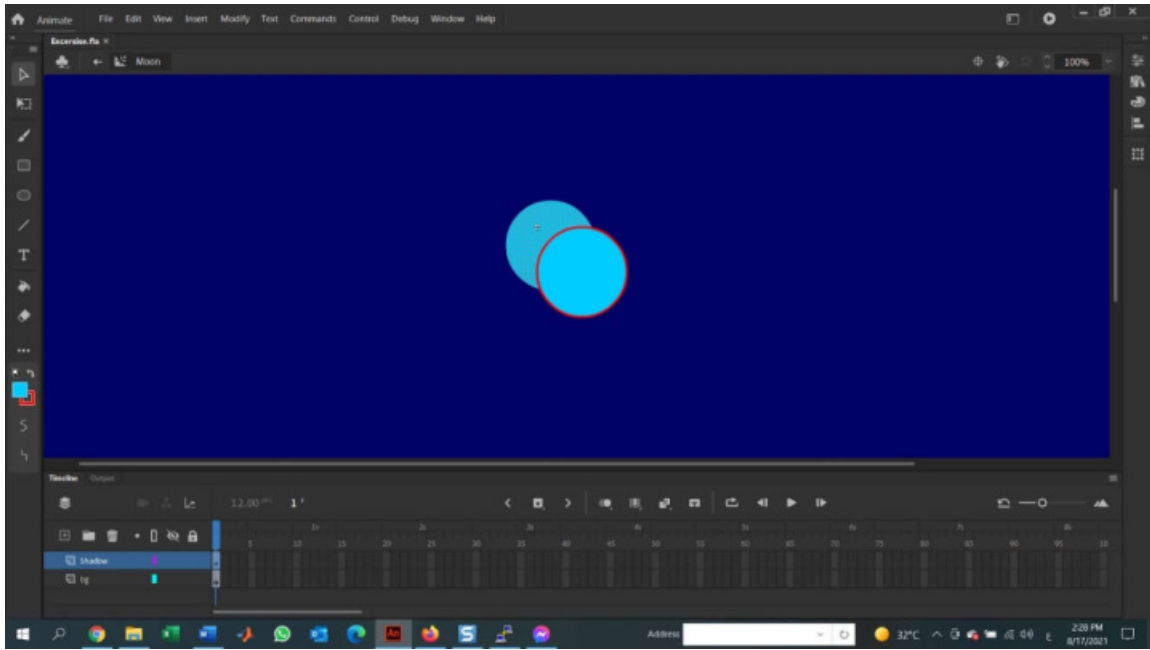 Animate File Edit View Insert Modify Text Commands Control Debug Window Help
Excersise.fla ×
Moon 100%
T
Timeline Output
12.00 FPS 1 F
1s 2s 3s 4s 5s 6s 7s 8s
5 10 15 20 25 30 35 40 45 50 55 60 65 70 75 80 85 90 95 10
Shadow
bg
An S Address 32°C ع 2:28 PM
8/17/2021